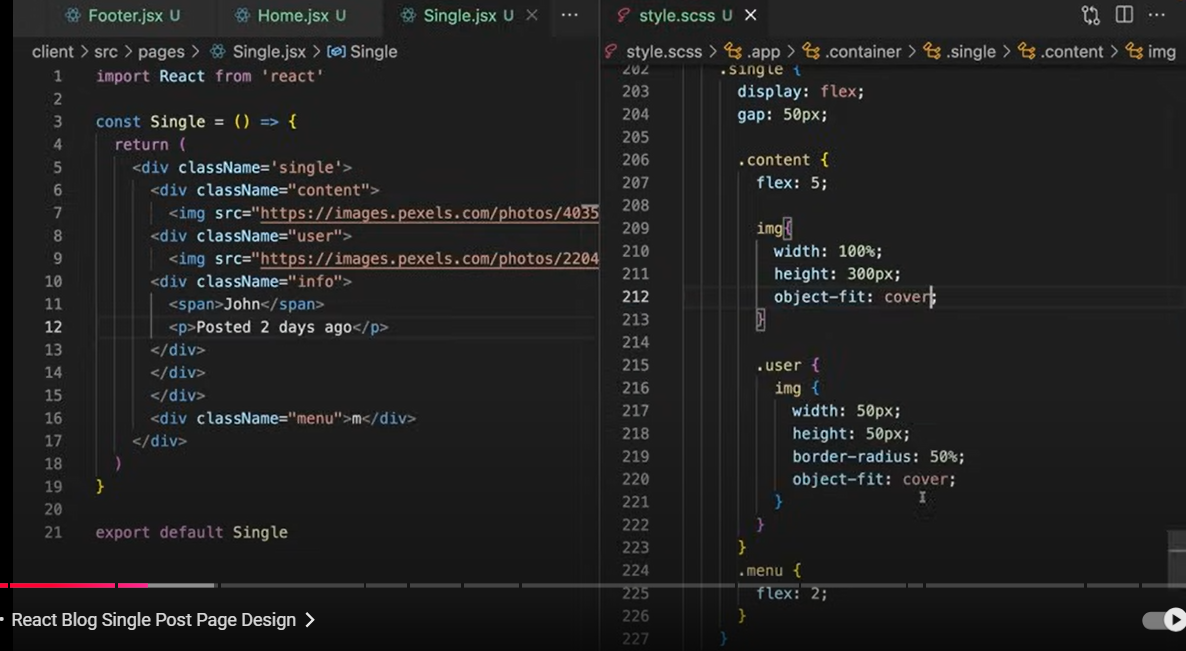 Footer.jsx U
Home.jsx U
Single.jsx U ✕ ···
style.scss U ✕
···
client > src > pages > Single.jsx > Single
style.scss > .app > .container > .single > .content > img
1 import React from 'react'
2
3 const Single = () => {
4 return (
5 <div className='single'>
6 <div className="content">
7 <img src="https://images.pexels.com/photos/4035
8 <div className="user">
9 <img src="https://images.pexels.com/photos/2204
10 <div className="info">
11 <span>John</span>
12 <p>Posted 2 days ago</p>
13 </div>
14 </div>
15 </div>
16 <div className="menu">m</div>
17 </div>
18 )
19 }
20
21 export default Single
202 .single {
203 display: flex;
204 gap: 50px;
205
206 .content {
207 flex: 5;
208
209 img{
210 width: 100%;
211 height: 300px;
212 object-fit: cover;
213 }
214
215 .user {
216 img {
217 width: 50px;
218 height: 50px;
219 border-radius: 50%;
220 object-fit: cover;
221 }
222 }
223 }
224 .menu {
225 flex: 2;
226 }
227 }
• React Blog Single Post Page Design >